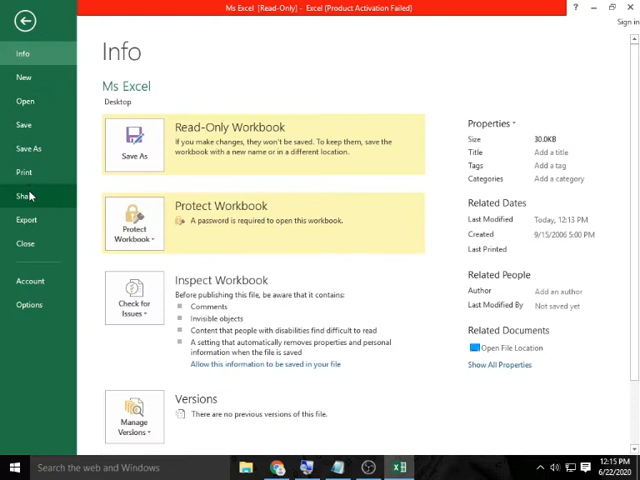 Ms Excel [Read-Only] - Excel (Product Activation Failed)
?
Sign in
Info
New
Open
Save
Save As
Print
Export
Close
Account
Options
Info
Ms Excel
Desktop
Save As
Read-Only Workbook
If you make changes, they won't be saved. To keep them, save the
workbook with a new name or in a different location.
Protect
Workbook
Protect Workbook
A password is required to open this workbook.
Check for
Issues
Inspect Workbook
Before publishing this file, be aware that it contains:
Comments
Invisible objects
Content that people with disabilities find difficult to read
A setting that automatically removes properties and personal
information when the file is saved
Allow this information to be saved in your file
Manage
Versions
Versions
There are no previous versions of this file.
Properties
Size 30.0KB
Title Add a title
Tags Add a tag
Categories Add a category
Related Dates
Last Modified Today, 12:13 PM
Created 9/15/2006 5:00 PM
Last Printed
Related People
Author Add an author
Last Modified By Not saved yet
Related Documents
Open File Location
Show All Properties
Search the web and Windows
12:15 PM
6/22/2020